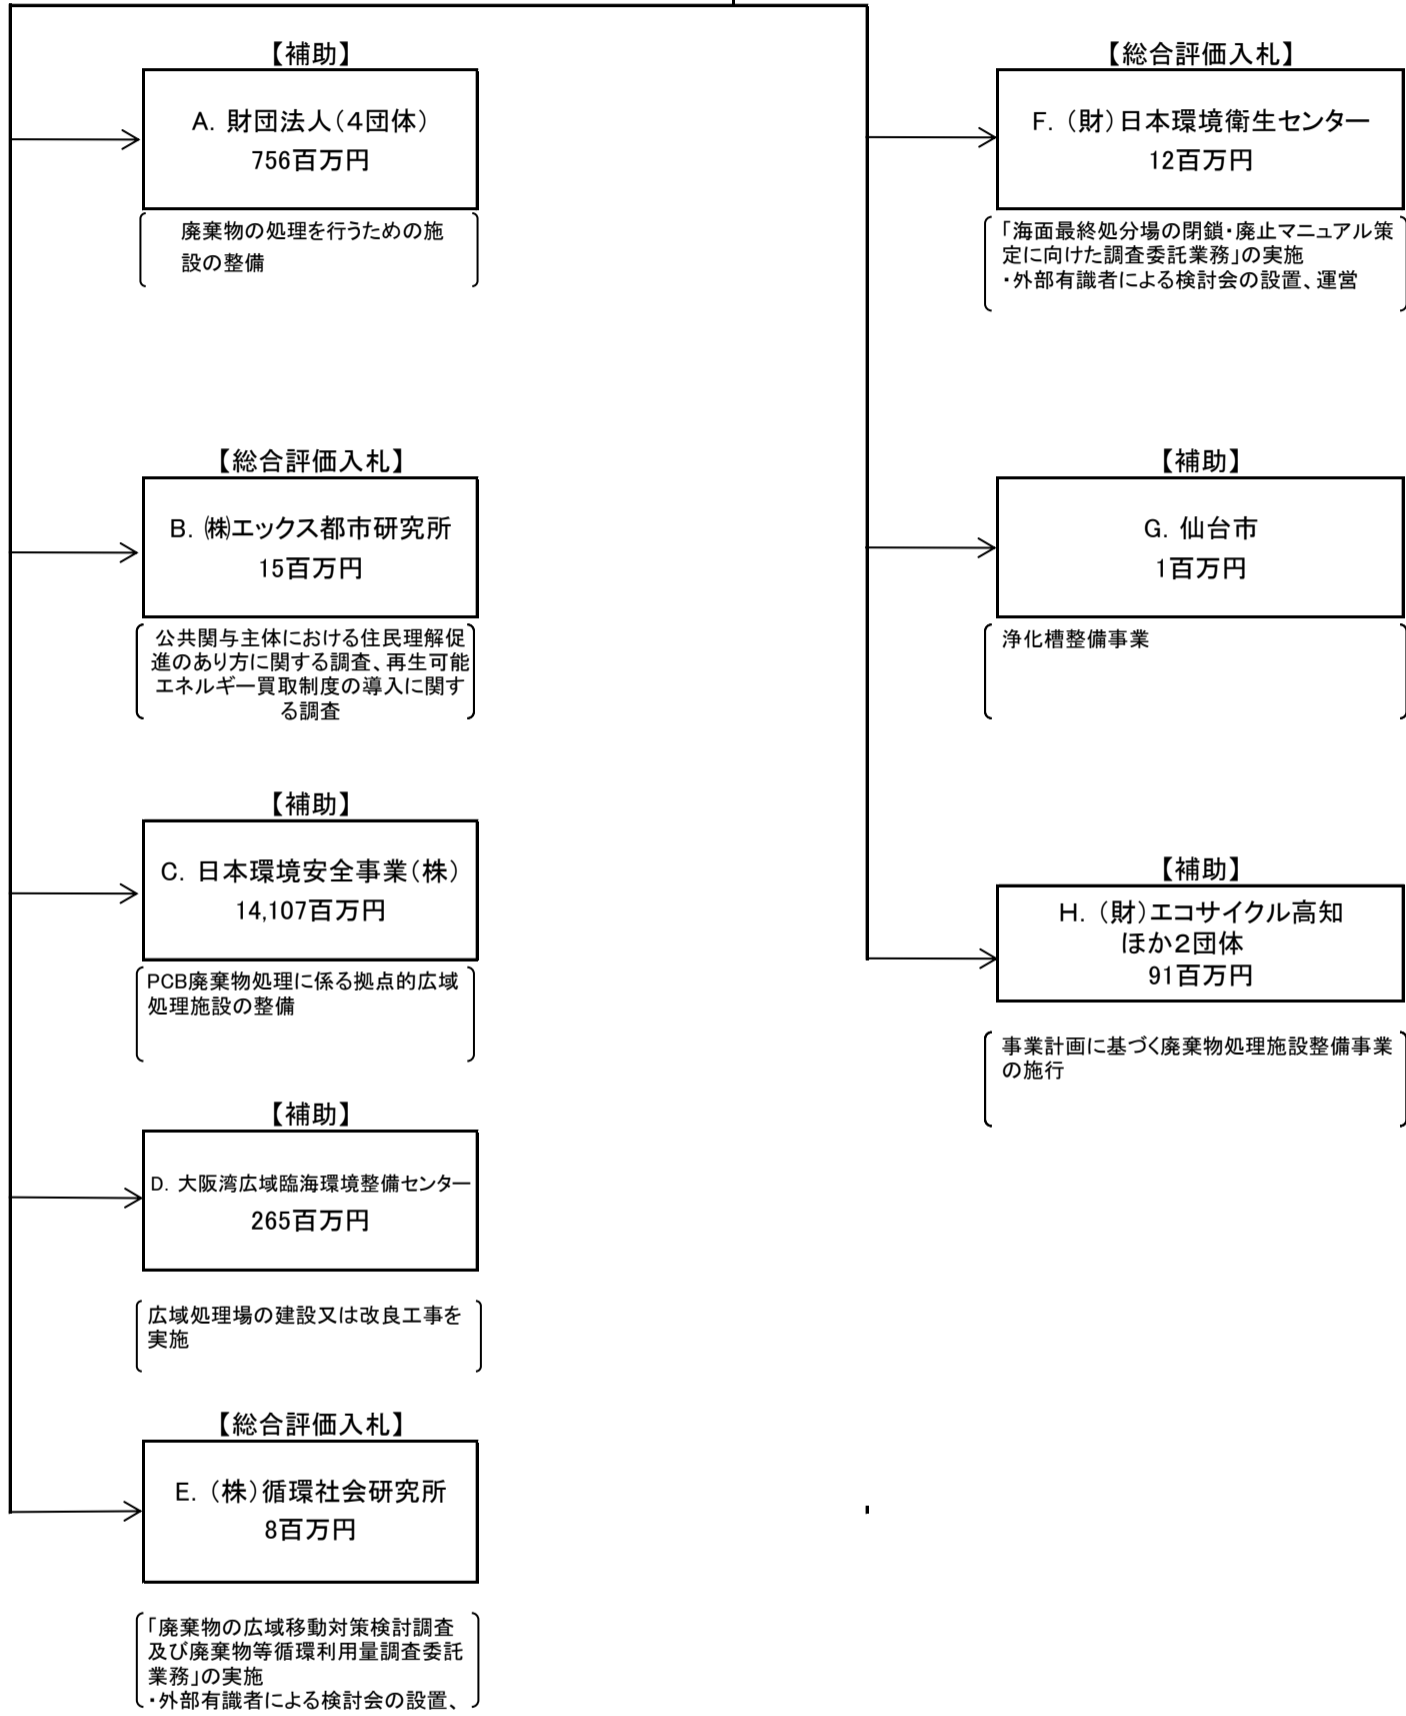 【補助】
A. 財団法人（４団体）
756百万円
廃棄物の処理を行うための施
設の整備
【総合評価入札】
B. ㈱エックス都市研究所
15百万円
公共関与主体における住民理解促
進のあり方に関する調査、再生可能
エネルギー買取制度の導入に関す
る調査
【補助】
C. 日本環境安全事業（株）
14,107百万円
PCB廃棄物処理に係る拠点的広域
処理施設の整備
【補助】
D. 大阪湾広域臨海環境整備センター
265百万円
広域処理場の建設又は改良工事を
実施
【総合評価入札】
E. （株）循環社会研究所
8百万円
「廃棄物の広域移動対策検討調査
及び廃棄物等循環利用量調査委託
業務」の実施
・外部有識者による検討会の設置、
【総合評価入札】
F. （財）日本環境衛生センター
12百万円
「海面最終処分場の閉鎖・廃止マニュアル策
定に向けた調査委託業務」の実施
・外部有識者による検討会の設置、運営
【補助】
G. 仙台市
1百万円
浄化槽整備事業
【補助】
H. （財）エコサイクル高知
ほか２団体
91百万円
事業計画に基づく廃棄物処理施設整備事業
の施行